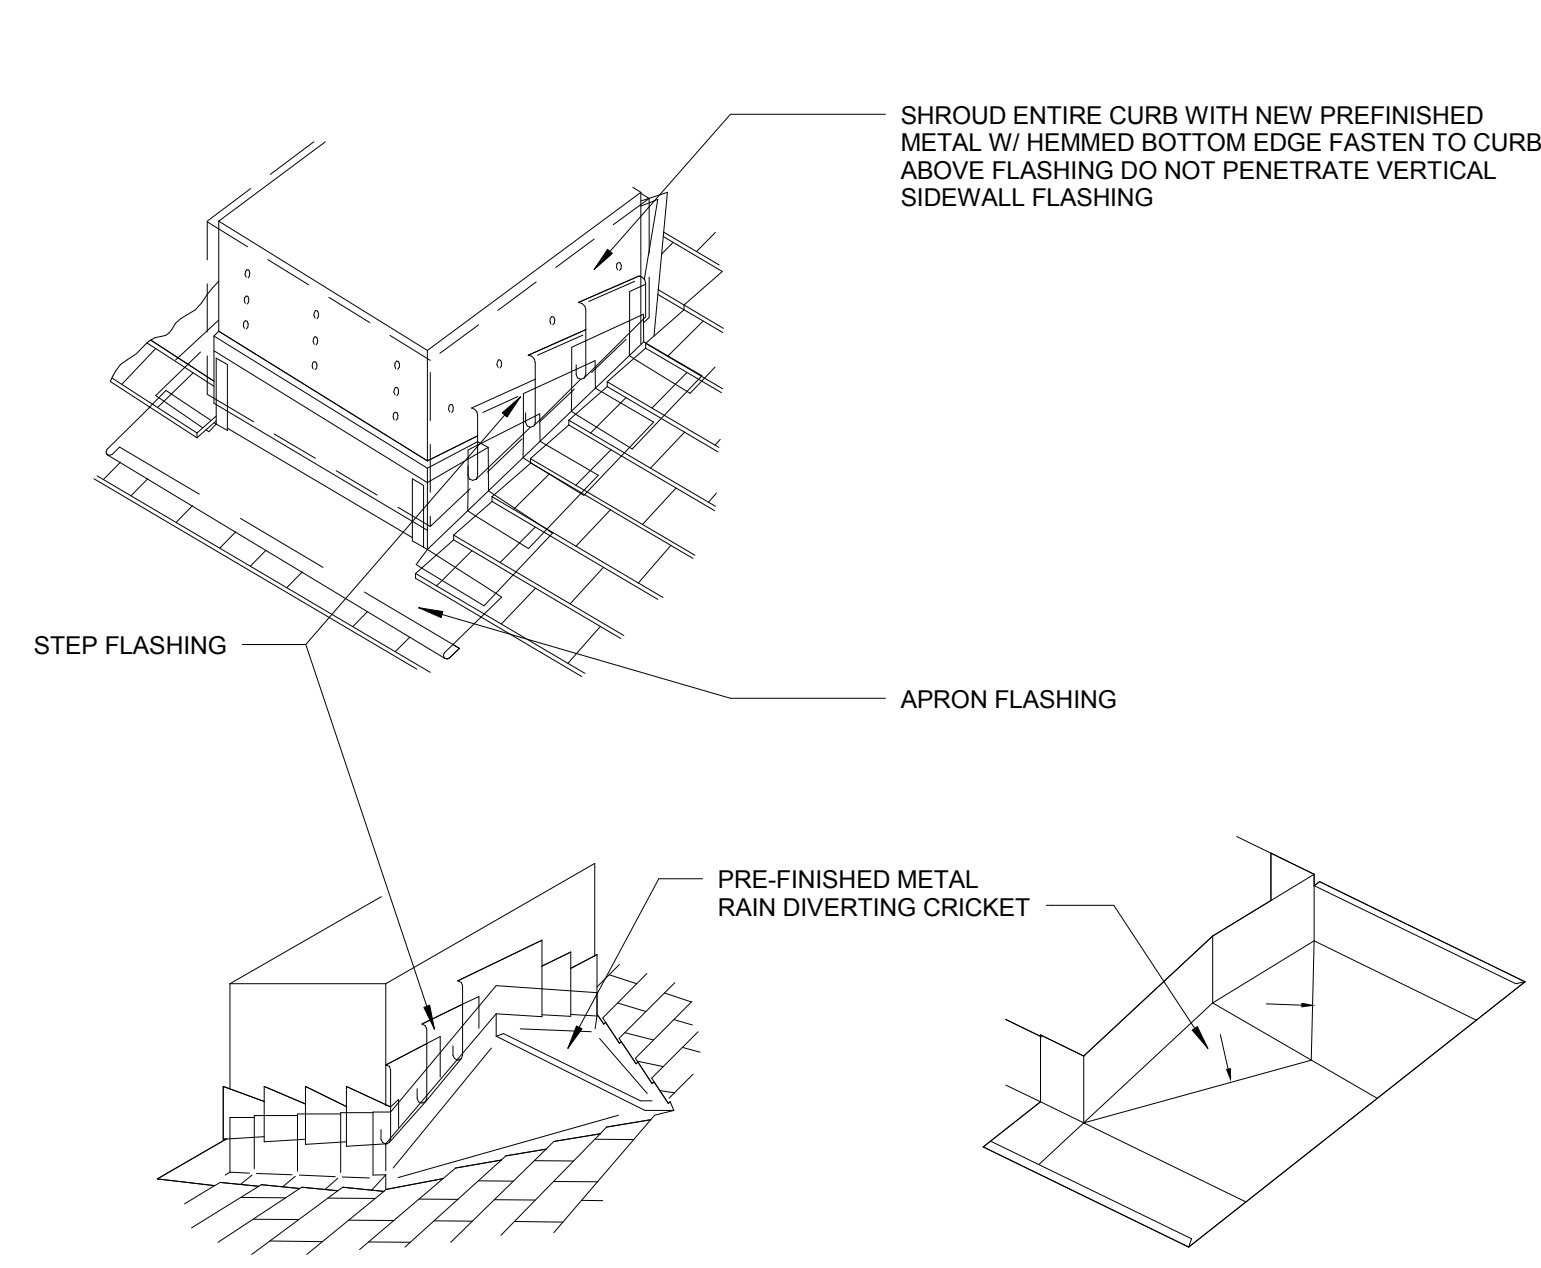 SHROUD ENTIRE CURB WITH NEW PREFINISHED
METAL W/ HEMMED BOTTOM EDGE FASTEN TO CURB
ABOVE FLASHING DO NOT PENETRATE VERTICAL
SIDEWALL FLASHING
STEP FLASHING
APRON FLASHING
PRE-FINISHED METAL
RAIN DIVERTING CRICKET